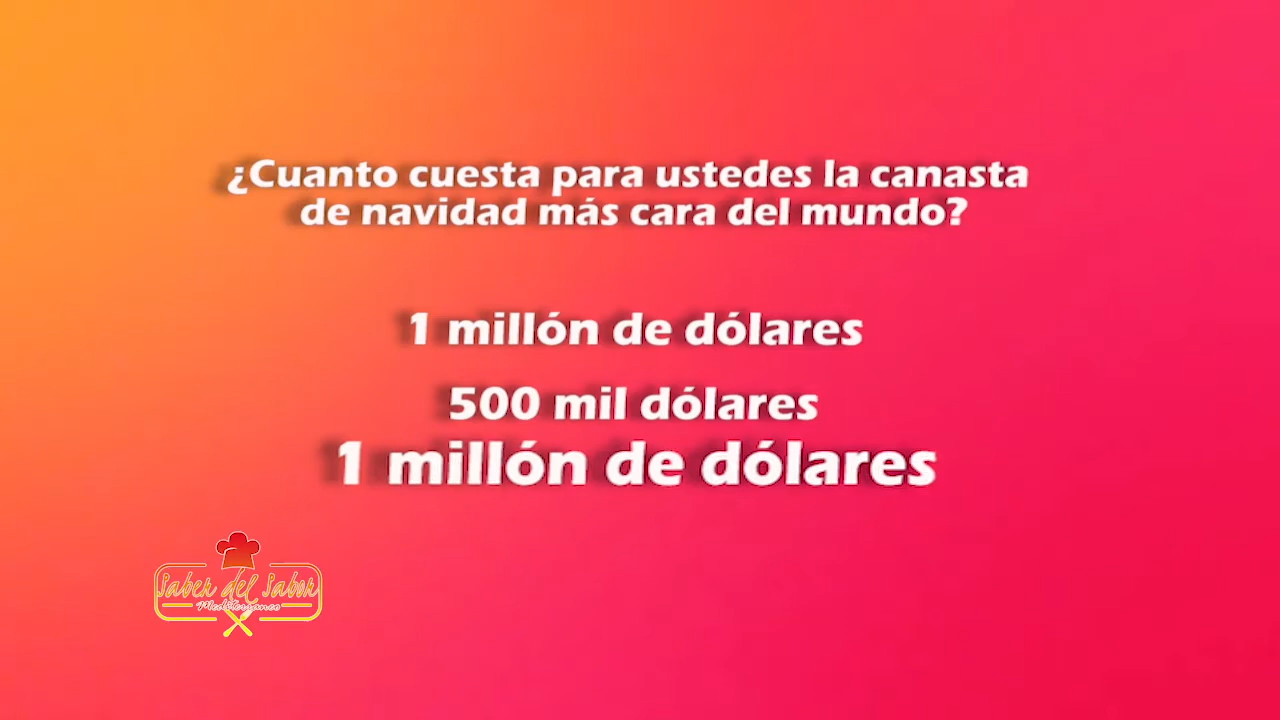 ¿Cuanto cuesta para ustedes la canasta
de navidad más cara del mundo?
1 millón de dólares
500 mil dólares
1 millón de dólares
Saber del Sabor
Mediterraneo